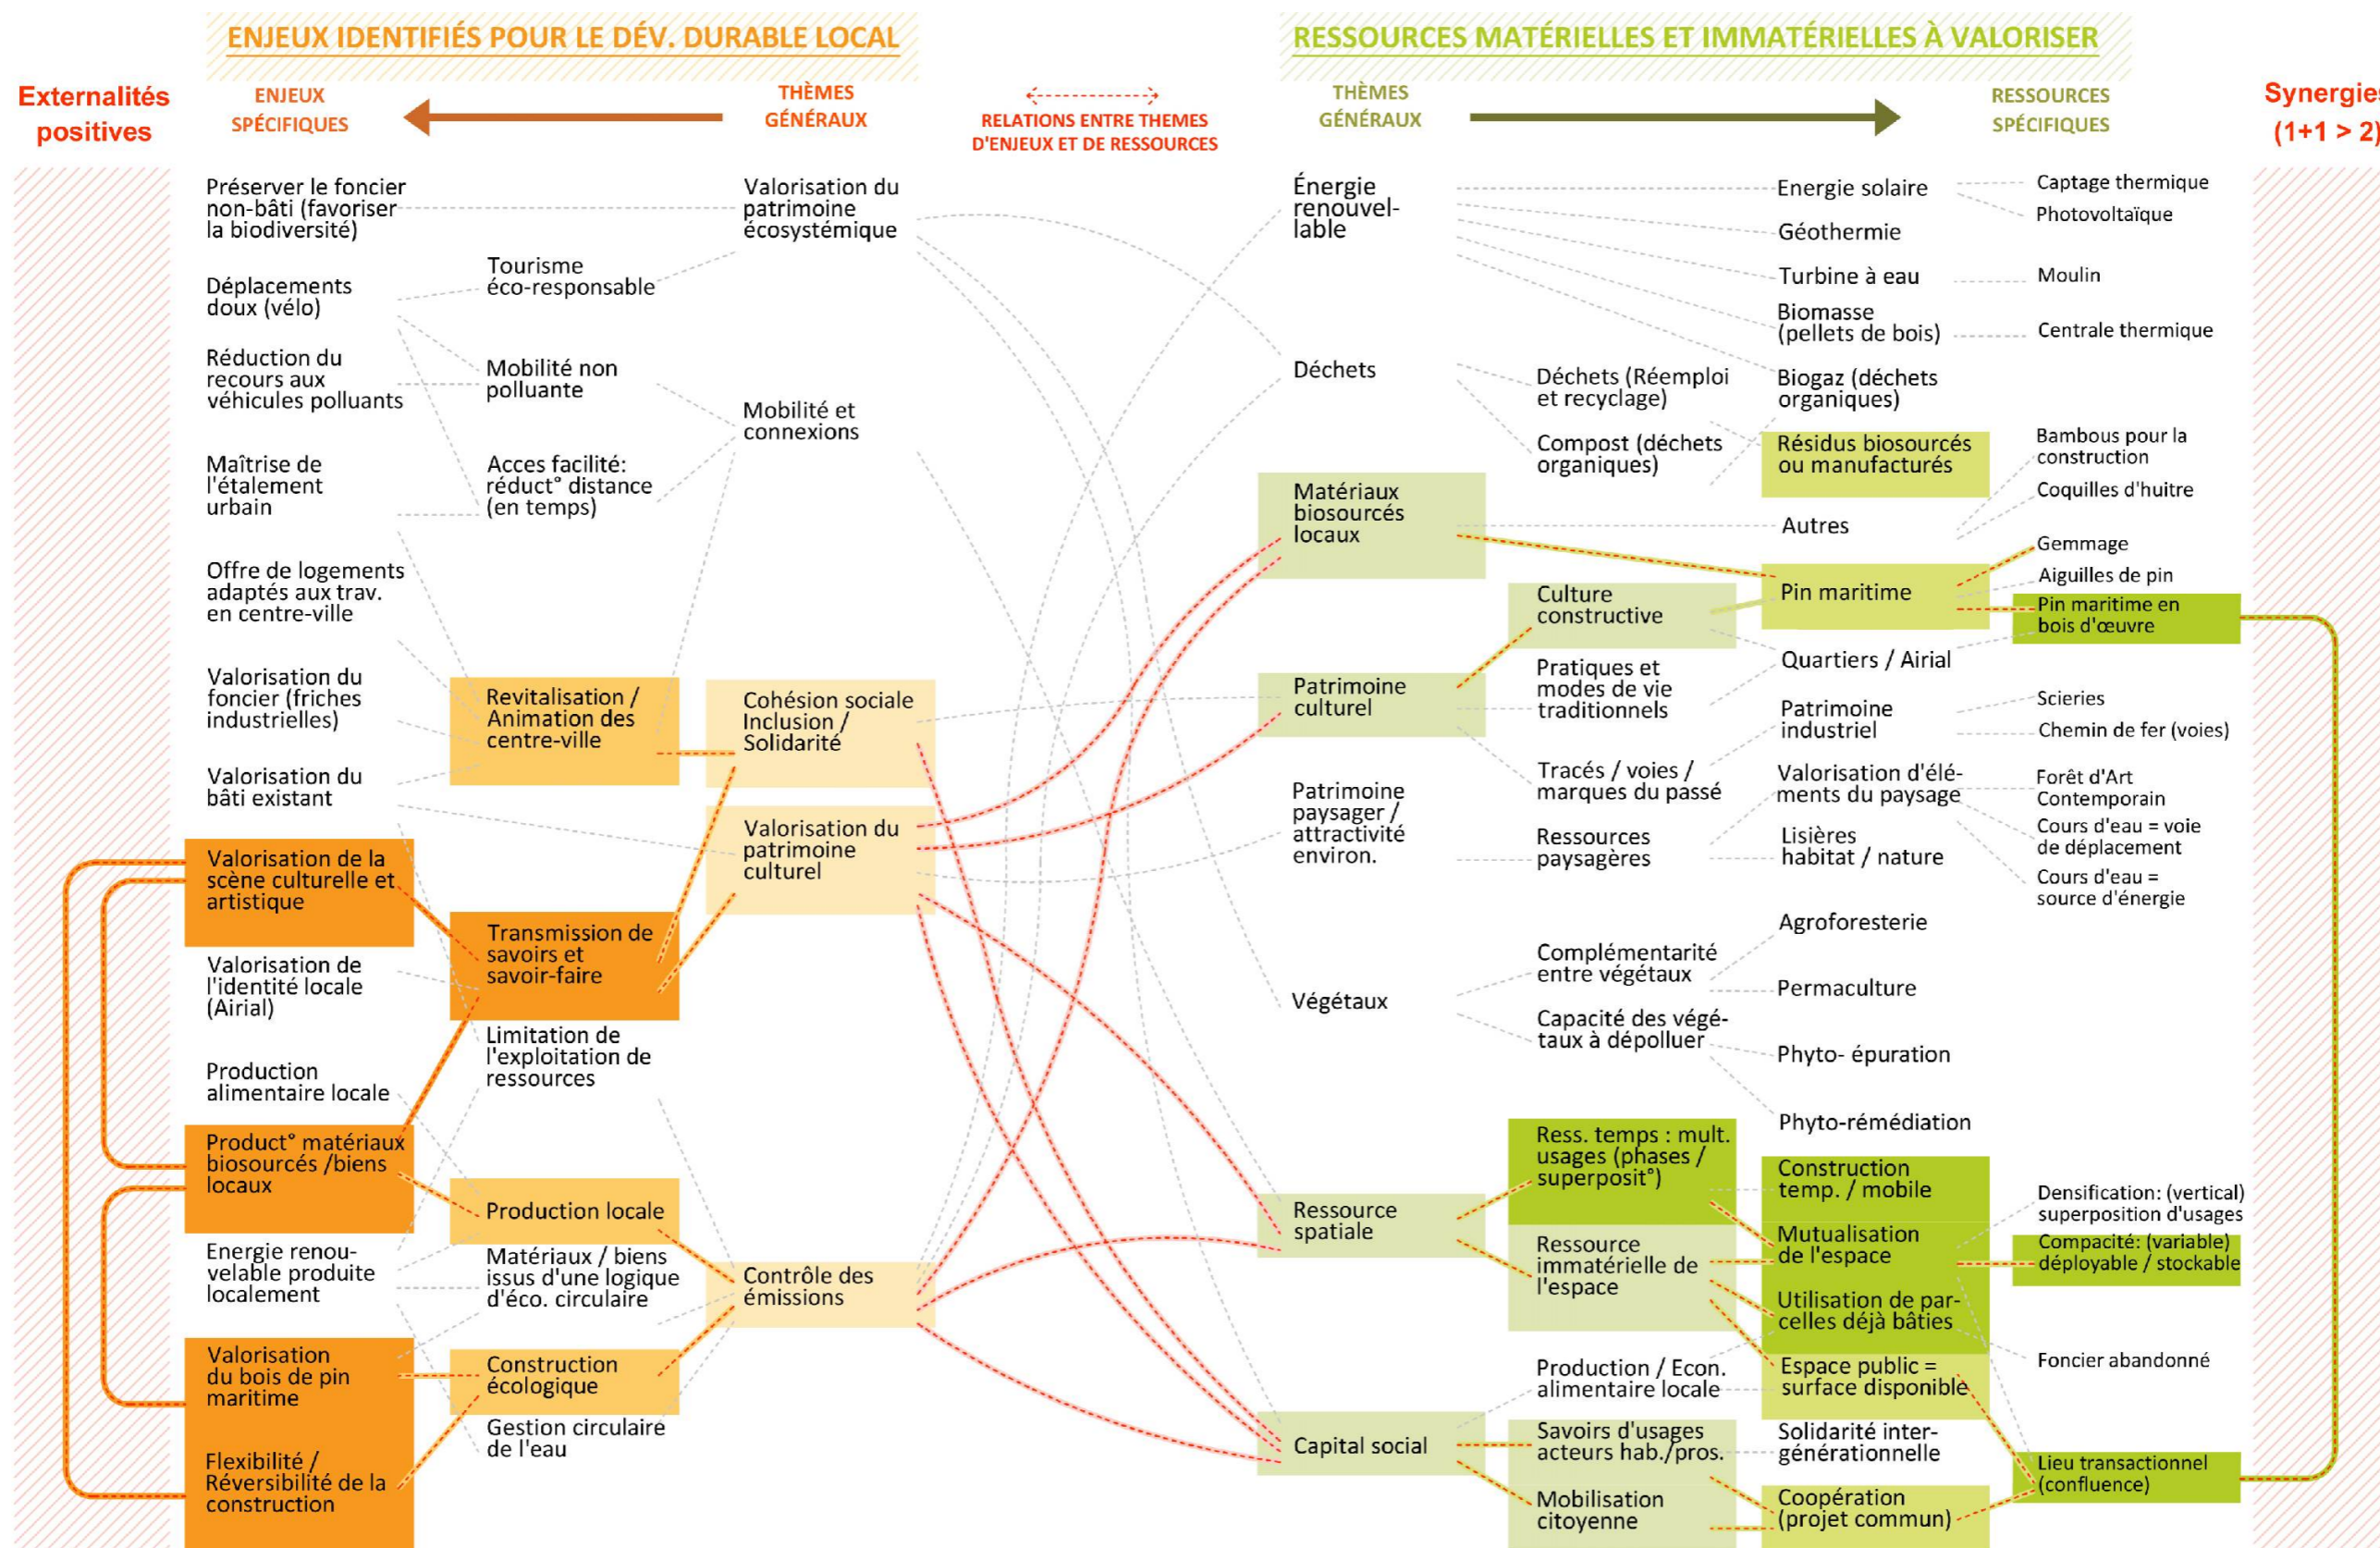 ENJEUX IDENTIFIÉS POUR LE DÉV. DURABLE LOCAL
RESSOURCES MATÉRIELLES ET IMMATÉRIELLES À VALORISER
Externalités
positives
ENJEUX
SPÉCIFIQUES
THÈMES
GÉNÉRAUX
RELATIONS ENTRE THEMES
D'ENJEUX ET DE RESSOURCES
THÈMES
GÉNÉRAUX
RESSOURCES
SPÉCIFIQUES
Synergies
(1+1 > 2)
Préserver le foncier
non-bâti (favoriser
la biodiversité)
Déplacements
doux (vélo)
Réduction du
recours aux
véhicules polluants
Maîtrise de
l'étalement
urbain
Offre de logements
adaptés aux trav.
en centre-ville
Valorisation du
foncier (friches
industrielles)
Valorisation du
bâti existant
Valorisation de la
scène culturelle et
artistique
Valorisation de
l'identité locale
(Airial)
Production
alimentaire locale
Product° matériaux
biosourcés /biens
locaux
Energie renou-
velable produite
localement
Valorisation
du bois de pin
maritime
Flexibilité /
Réversibilité de la
construction
Tourisme
éco-responsable
Mobilité non
polluante
Acces facilité:
réduct° distance
(en temps)
Revitalisation /
Animation des
centre-ville
Transmission de
savoirs et
savoir-faire
Limitation de
l'exploitation de
ressources
Production locale
Matériaux / biens
issus d'une logique
d'éco. circulaire
Construction
écologique
Gestion circulaire
de l'eau
Valorisation du
patrimoine
écosystémique
Mobilité et
connexions
Cohésion sociale
Inclusion /
Solidarité
Valorisation du
patrimoine
culturel
Contrôle des
émissions
Énergie
renouvel-
lable
Déchets
Matériaux
biosourcés
locaux
Patrimoine
culturel
Patrimoine
paysager /
attractivité
environ.
Végétaux
Ressource
spatiale
Capital social
Déchets (Réemploi
et recyclage)
Compost (déchets
organiques)
Culture
constructive
Pratiques et
modes de vie
traditionnels
Tracés / voies /
marques du passé
Ressources
paysagères
Complémentarité
entre végétaux
Capacité des végé-
taux à dépolluer
Ress. temps : mult.
usages (phases /
superposit°)
Ressource
immatérielle de
l'espace
Production / Econ.
alimentaire locale
Savoirs d'usages
acteurs hab./pros.
Mobilisation
citoyenne
Energie solaire
Géothermie
Turbine à eau
Biomasse
(pellets de bois)
Biogaz (déchets
organiques)
Résidus biosourcés
ou manufacturés
Autres
Pin maritime
Quartiers / Airial
Patrimoine
industriel
Valorisation d'élé-
ments du paysage
Lisières
habitat / nature
Agroforesterie
Permaculture
Phyto- épuration
Phyto-rémédiation
Construction
temp. / mobile
Mutualisation
de l'espace
Utilisation de par-
celles déjà bâties
Espace public =
surface disponible
Solidarité inter-
générationnelle
Coopération
(projet commun)
Captage thermique
Photovoltaïque
Moulin
Centrale thermique
Bambous pour la
construction
Coquilles d'huitre
Gemmage
Aiguilles de pin
Pin maritime en
bois d'œuvre
Scieries
Chemin de fer (voies)
Forêt d'Art
Contemporain
Cours d'eau = voie
de déplacement
Cours d'eau =
source d'énergie
Densification: (vertical)
superposition d'usages
Compacité: (variable)
déployable / stockable
Foncier abandonné
Lieu transactionnel
(confluence)